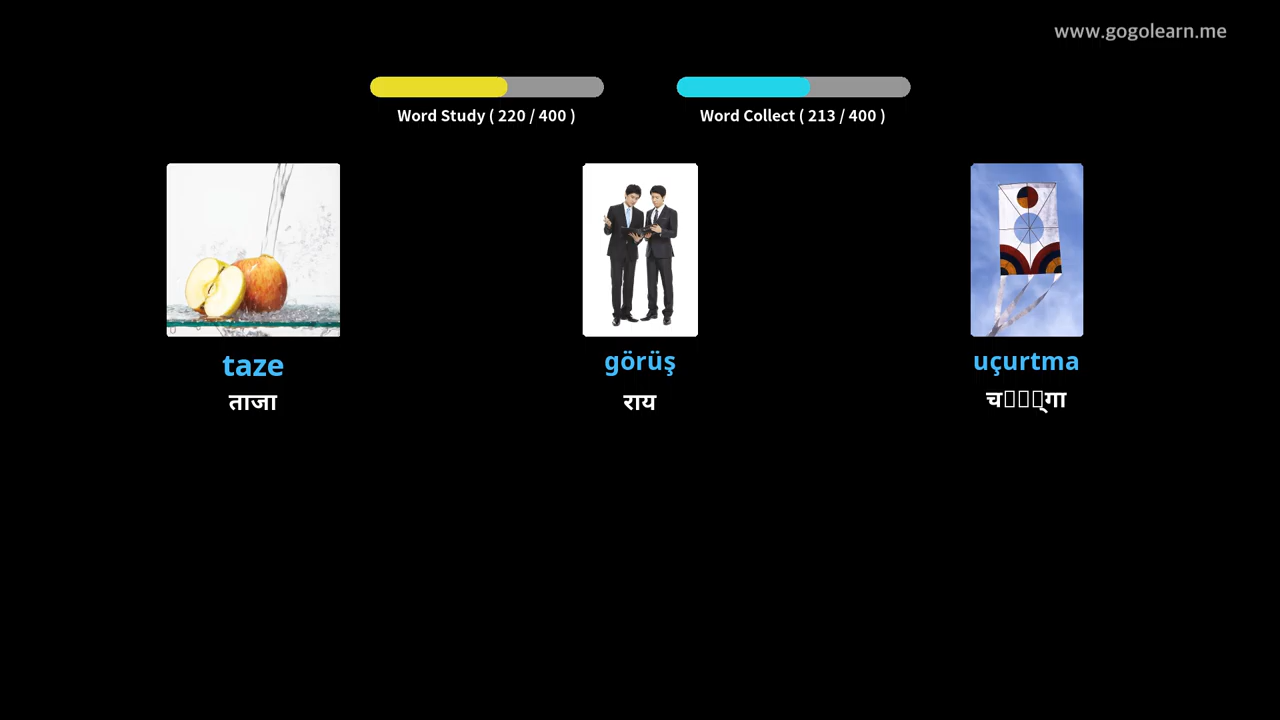 www.gogolearn.me
Word Study ( 220 / 400 )
Word Collect ( 213 / 400 )
taze
görüş
uçurtma
ताजा
राय